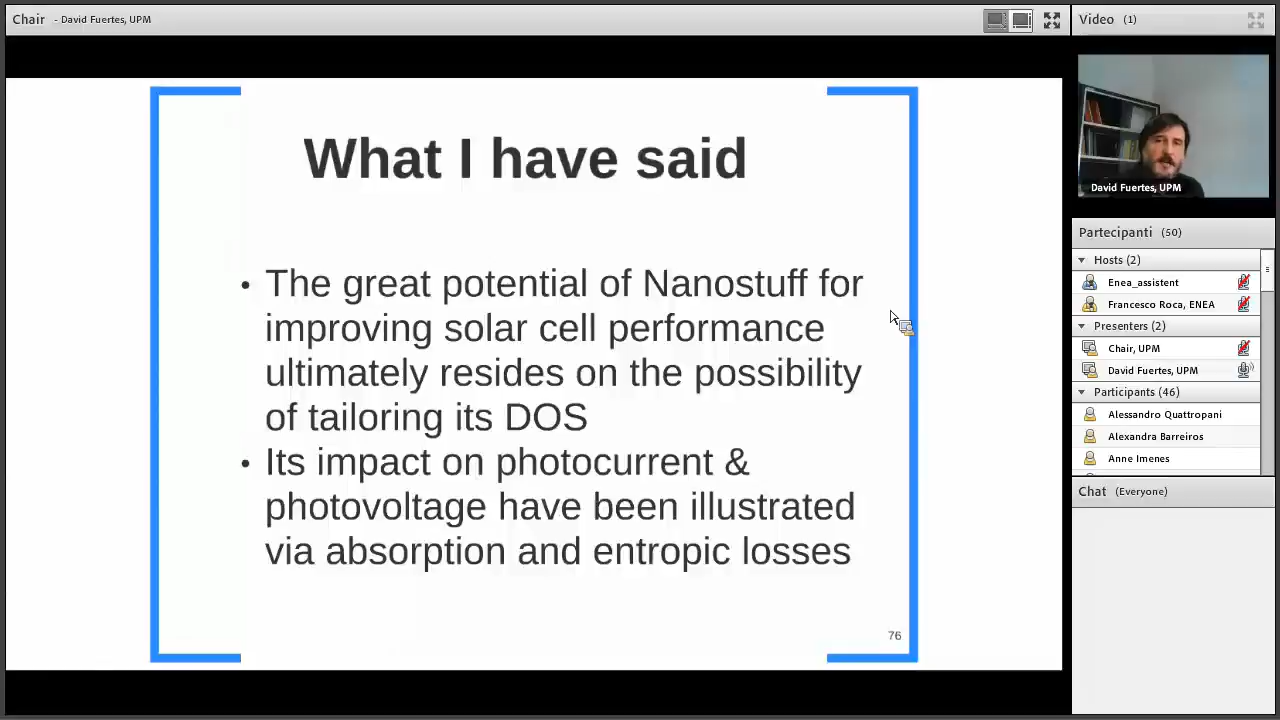 Chair - David Fuertes, UPM
What I have said
• The great potential of Nanostuff for
improving solar cell performance
ultimately resides on the possibility
of tailoring its DOS
• Its impact on photocurrent &
photovoltage have been illustrated
via absorption and entropic losses
76
Video (1)
David Fuertes, UPM
Partecipanti (50)
Hosts (2)
Enea_assistent
Francesco Roca, ENEA
Presenters (2)
Chair, UPM
David Fuertes, UPM
Participants (46)
Alessandro Quattropani
Alexandra Barreiros
Anne Imenes
Chat (Everyone)